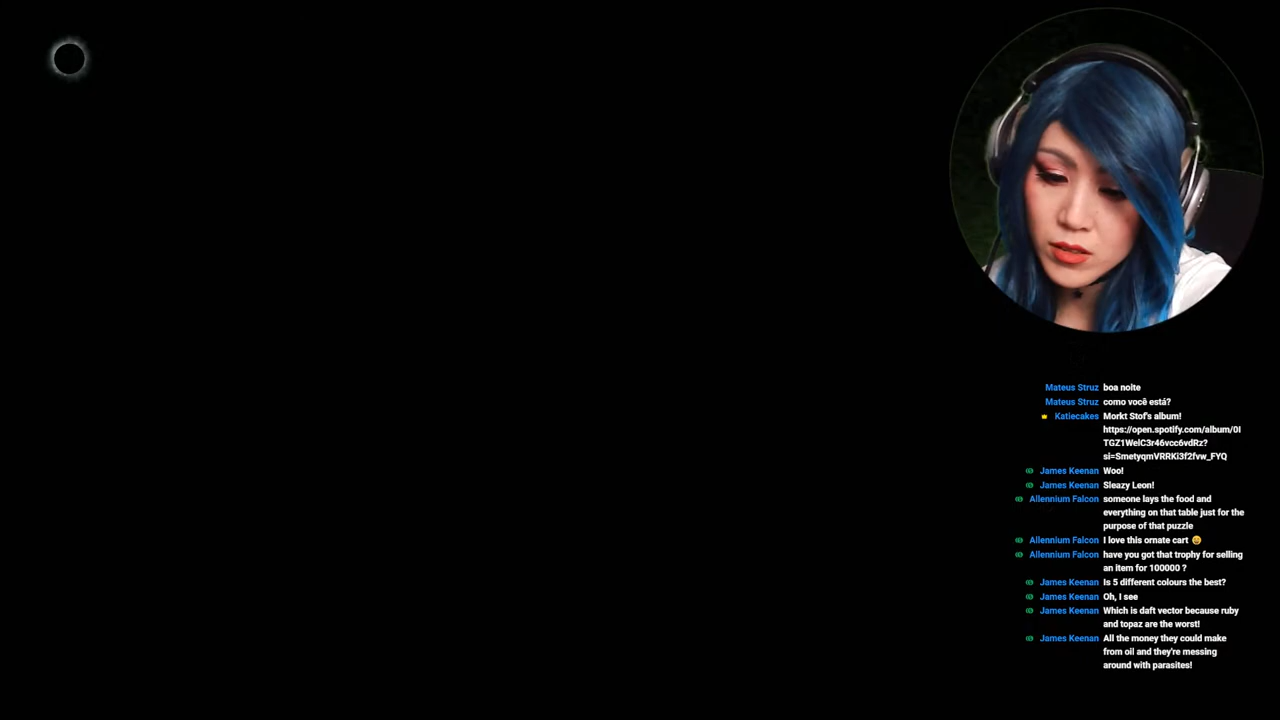 Mateus Struz boa noite
Mateus Struz como você está?
Katiecakes Morkt Stof's album!
https://open.spotify.com/album/0I
TGZ1WelC3r46vcc6vdRz?
si=SmetyqmVRRKi3f2fvw_FYQ
James Keenan Woo!
James Keenan Sleazy Leon!
Allennium Falcon someone lays the food and
everything on that table just for the
purpose of that puzzle
Allennium Falcon I love this ornate cart 😄
Allennium Falcon have you got that trophy for selling
an item for 100000 ?
James Keenan Is 5 different colours the best?
James Keenan Oh, I see
James Keenan Which is daft vector because ruby
and topaz are the worst!
James Keenan All the money they could make
from oil and they're messing
around with parasites!